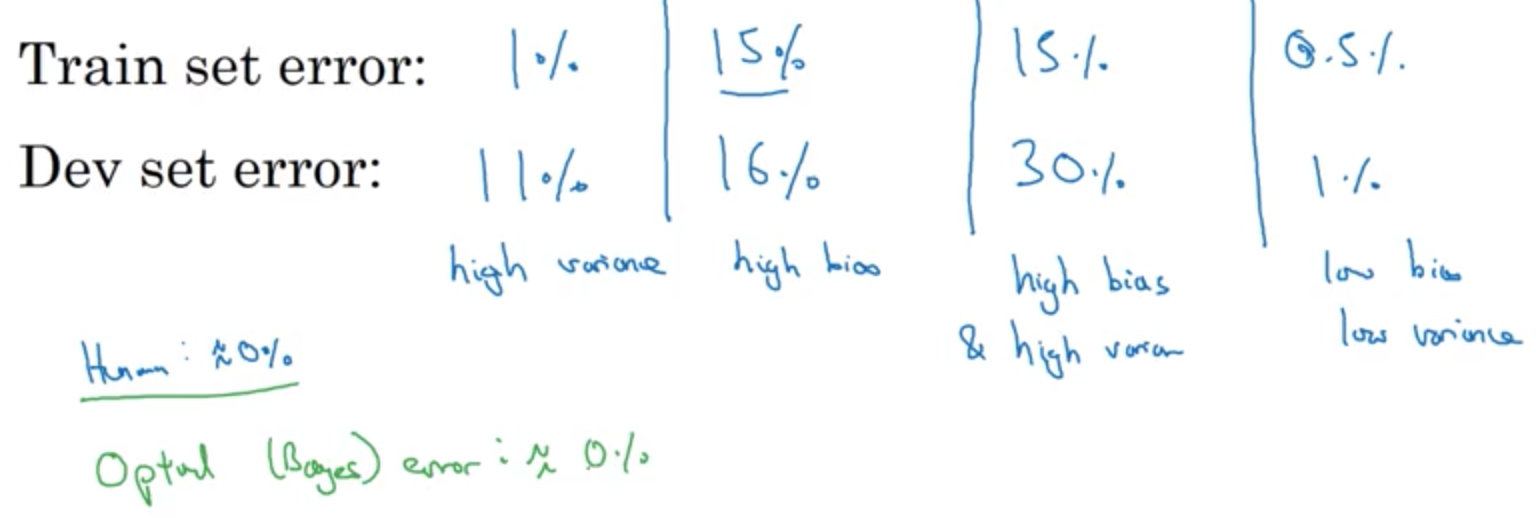 Train set error: 1% 15% 15% 0.5%
Dev set error: 11% 16% 30% 1%
high variance high bias high bias low bias
& high varian low variance
Human: ≈0%
Optimal (Bayes) error: ≈ 0%